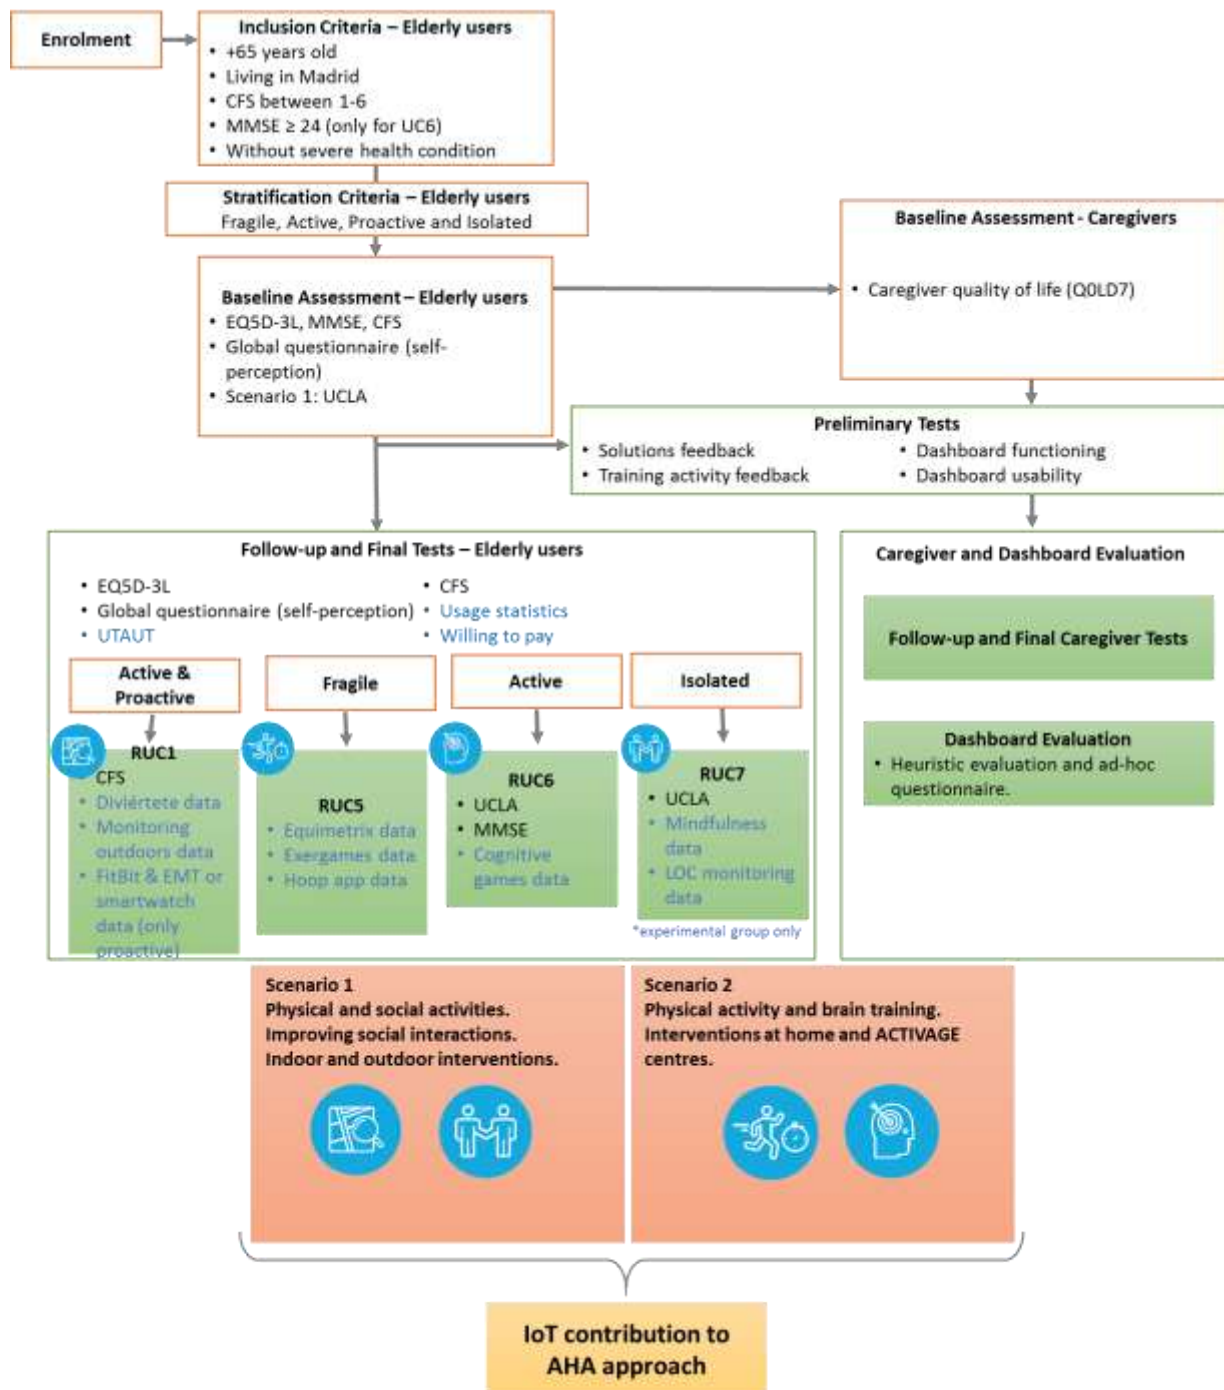 Enrolment
Inclusion Criteria – Elderly users
• +65 years old
• Living in Madrid
• CFS between 1-6
• MMSE ≥ 24 (only for UC6)
• Without severe health condition
Stratification Criteria – Elderly users
Fragile, Active, Proactive and Isolated
Baseline Assessment – Elderly users
• EQ5D-3L, MMSE, CFS
• Global questionnaire (self-
perception)
• Scenario 1: UCLA
Baseline Assessment - Caregivers
• Caregiver quality of life (Q0LD7)
Preliminary Tests
• Solutions feedback
• Training activity feedback
• Dashboard functioning
• Dashboard usability
Follow-up and Final Tests – Elderly users
• EQ5D-3L
• Global questionnaire (self-perception)
• UTAUT
• CFS
• Usage statistics
• Willing to pay
Active &
Proactive
RUC1
CFS
• Diviértete data
• Monitoring
outdoors data
• FitBit & EMT or
smartwatch
data (only
proactive)
Fragile
RUC5
• Equimetrix data
• Exergames data
• Hoop app data
Active
RUC6
• UCLA
• MMSE
• Cognitive
games data
Isolated
RUC7
• UCLA
• Mindfulness
data
• LOC monitoring
data
*experimental group only
Caregiver and Dashboard Evaluation
Follow-up and Final Caregiver Tests
Dashboard Evaluation
• Heuristic evaluation and ad-hoc
questionnaire.
Scenario 1
Physical and social activities.
Improving social interactions.
Indoor and outdoor interventions.
Scenario 2
Physical activity and brain training.
Interventions at home and ACTIVAGE
centres.
IoT contribution to
AHA approach